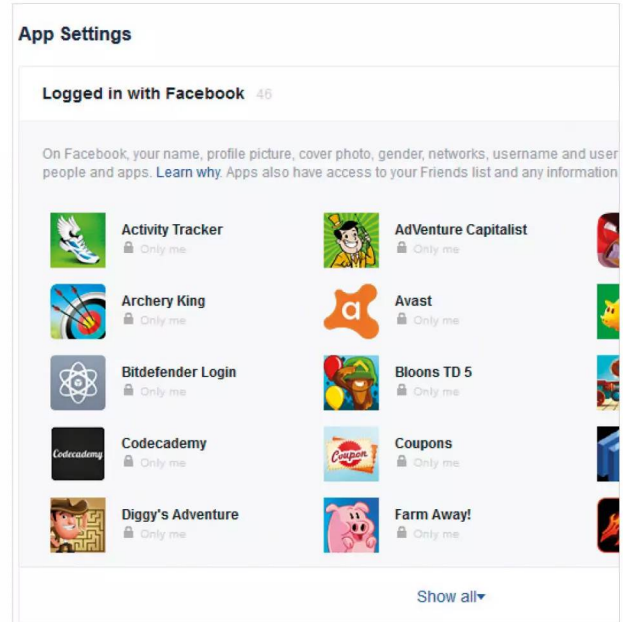 App Settings
Logged in with Facebook 46
On Facebook, your name, profile picture, cover photo, gender, networks, username and user
people and apps. Learn why. Apps also have access to your Friends list and any information
Activity Tracker
Only me
AdVenture Capitalist
Only me
Archery King
Only me
Avast
Only me
Bitdefender Login
Only me
Bloons TD 5
Only me
Codecademy
Codecademy
Only me
Coupon
Coupons
Only me
Diggy's Adventure
Only me
Farm Away!
Only me
Show all